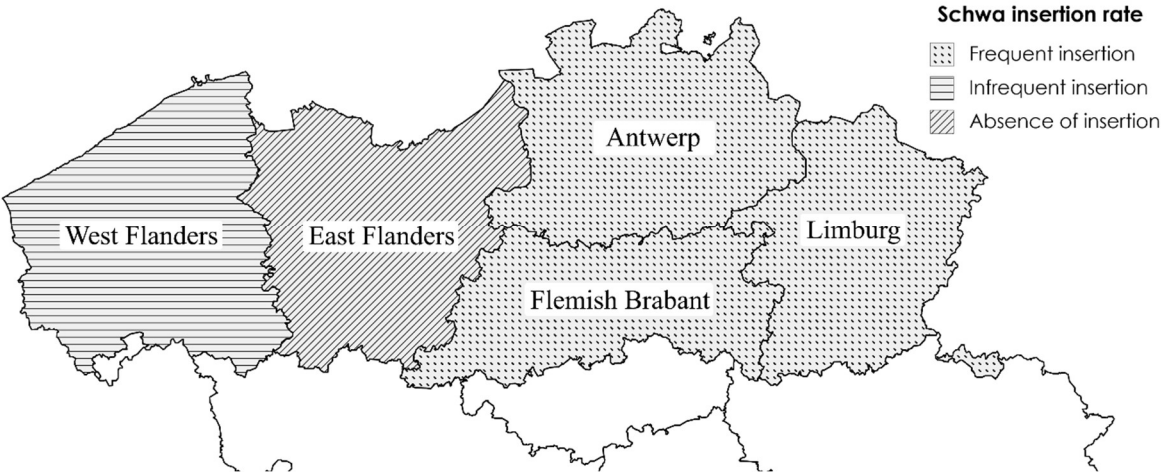 Schwa insertion rate
Frequent insertion
Infrequent insertion
Absence of insertion
Antwerp
West Flanders
East Flanders
Limburg
Flemish Brabant